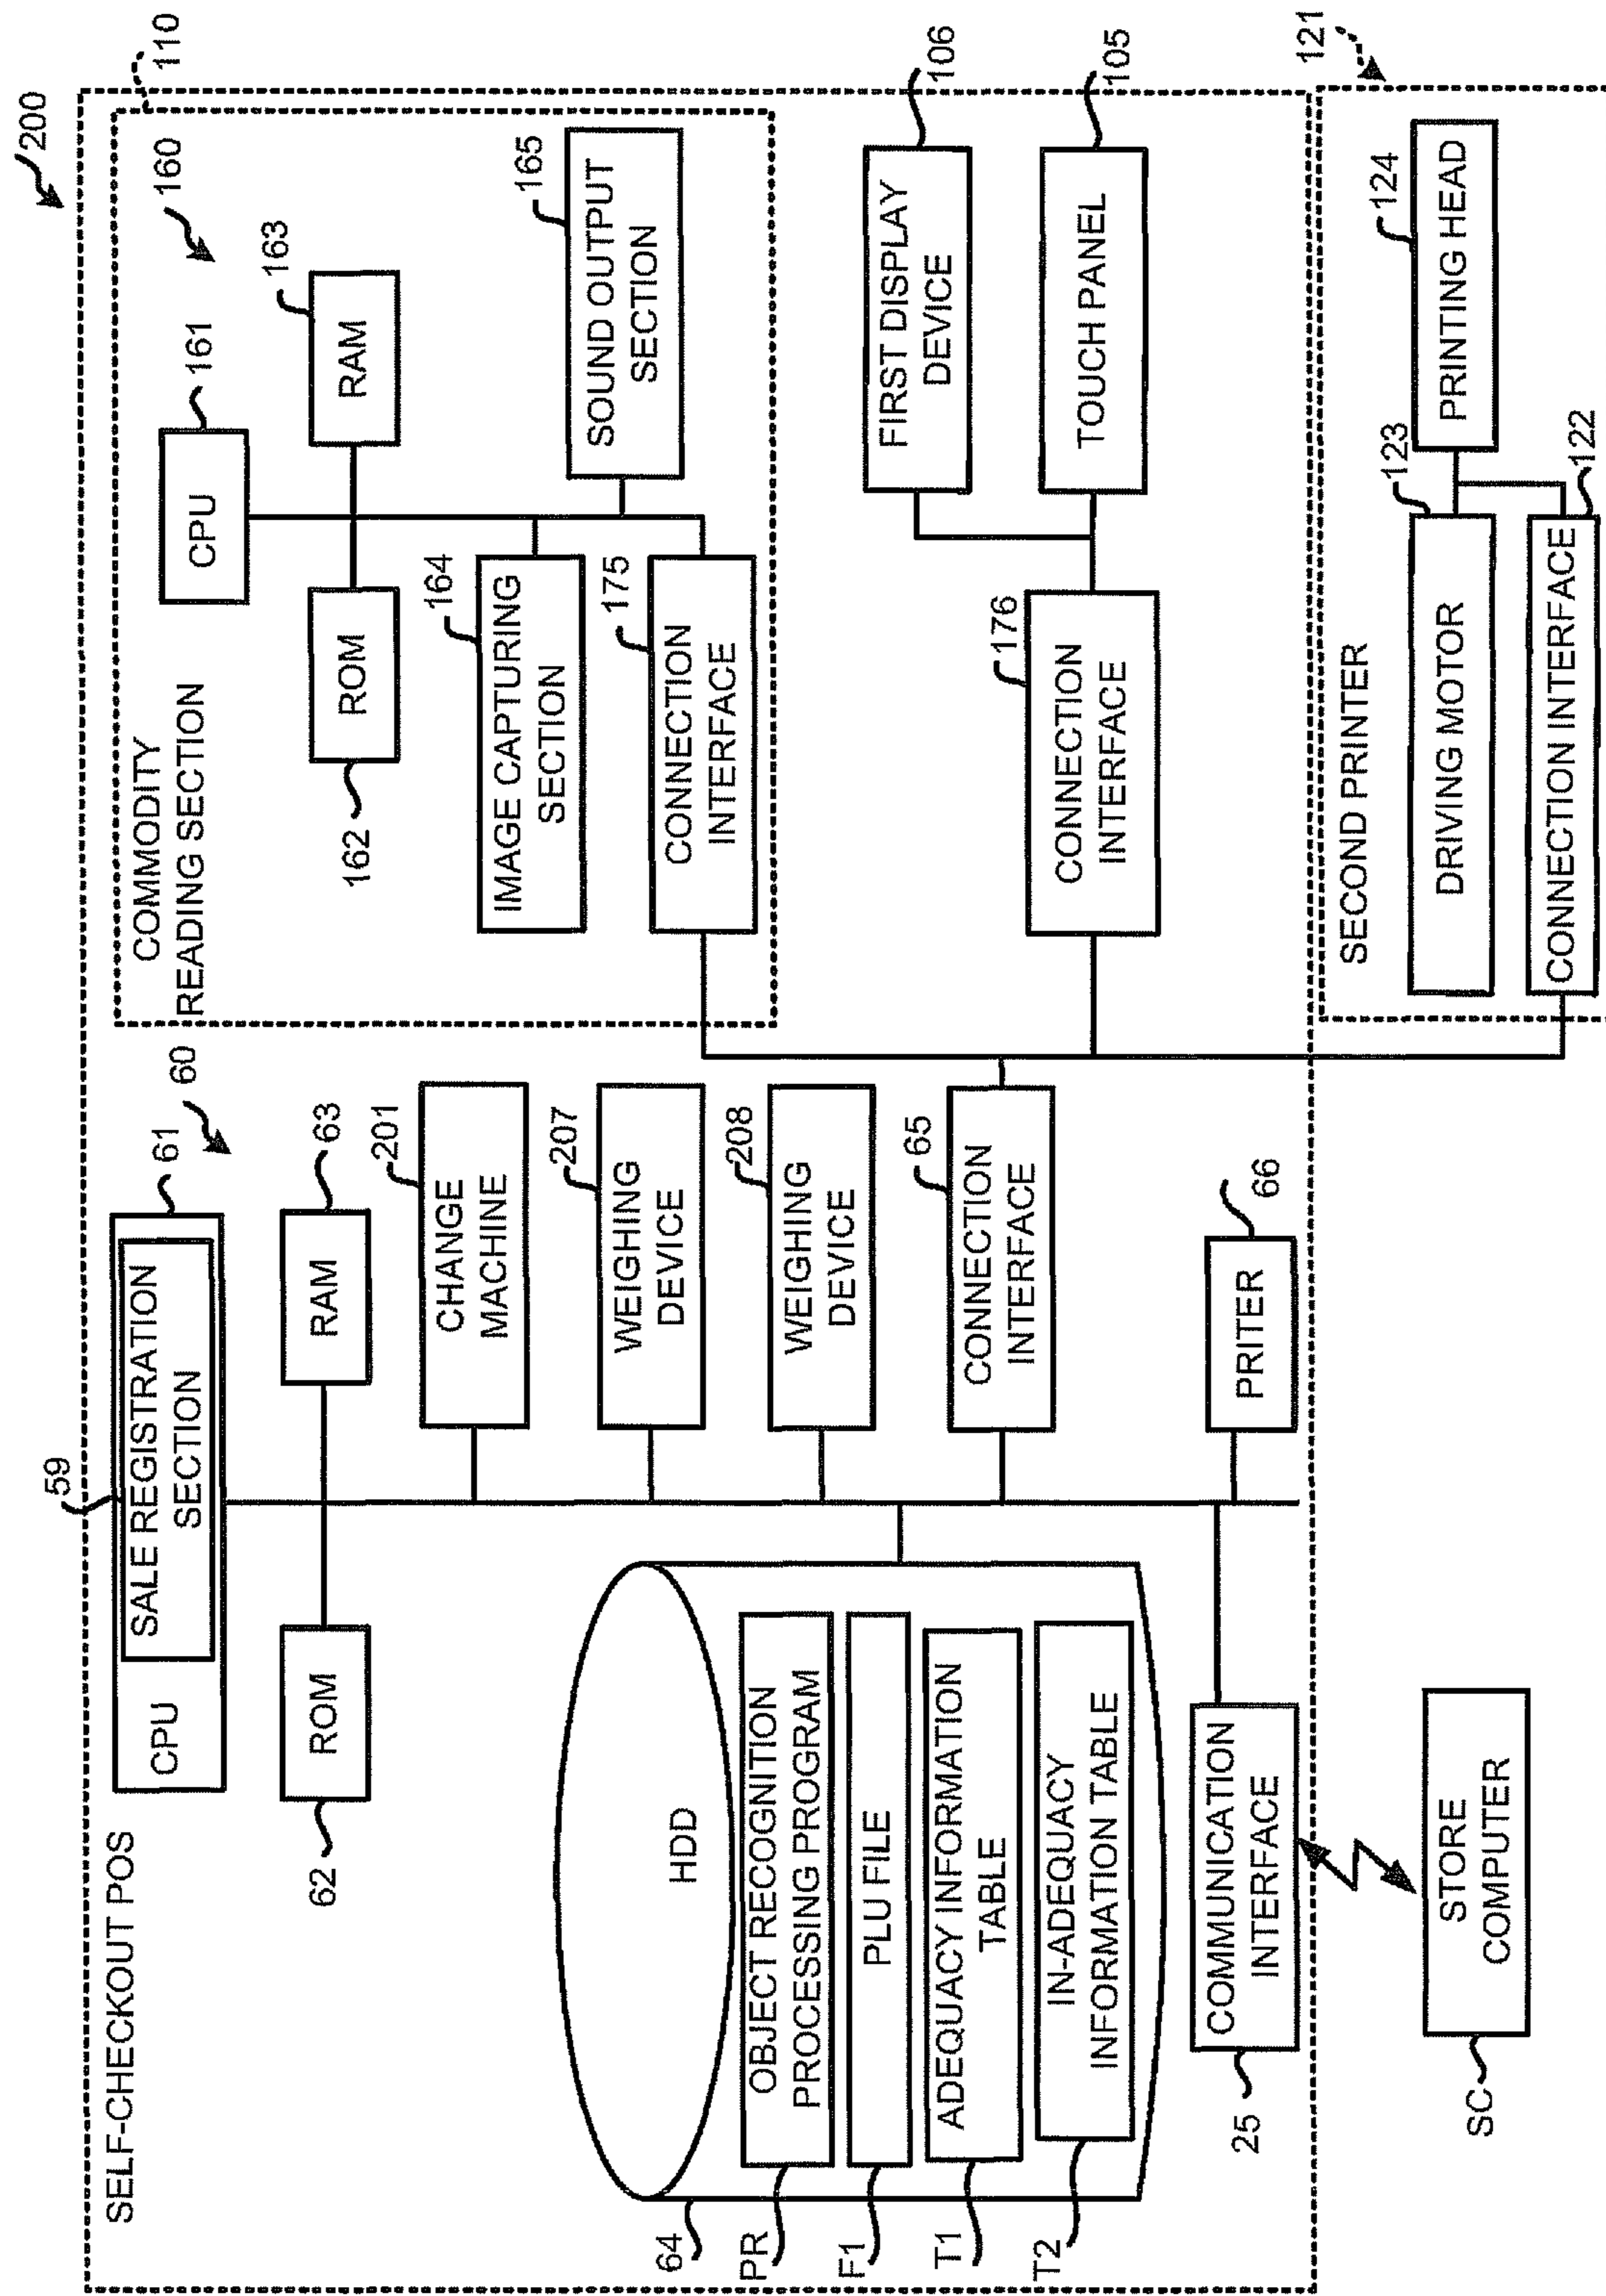 200
SELF-CHECKOUT POS
59
SALE REGISTRATION
SECTION
CPU
61
60
ROM
62
RAM
63
CHANGE
MACHINE
201
WEIGHING
DEVICE
207
WEIGHING
DEVICE
208
CONNECTION
INTERFACE
65
PRITER
66
HDD
64
OBJECT RECOGNITION
PROCESSING PROGRAM
PR
PLU FILE
F1
ADEQUACY INFORMATION
TABLE
T1
IN-ADEQUACY
INFORMATION TABLE
T2
COMMUNICATION
INTERFACE
25
STORE
COMPUTER
SC
COMMODITY
READING SECTION
110
160
CPU
161
ROM
162
RAM
163
IMAGE CAPTURING
SECTION
164
SOUND OUTPUT
SECTION
165
CONNECTION
INTERFACE
175
FIRST DISPLAY
DEVICE
106
TOUCH PANEL
105
CONNECTION
INTERFACE
176
SECOND PRINTER
121
DRIVING MOTOR
123
PRINTING HEAD
124
CONNECTION INTERFACE
122